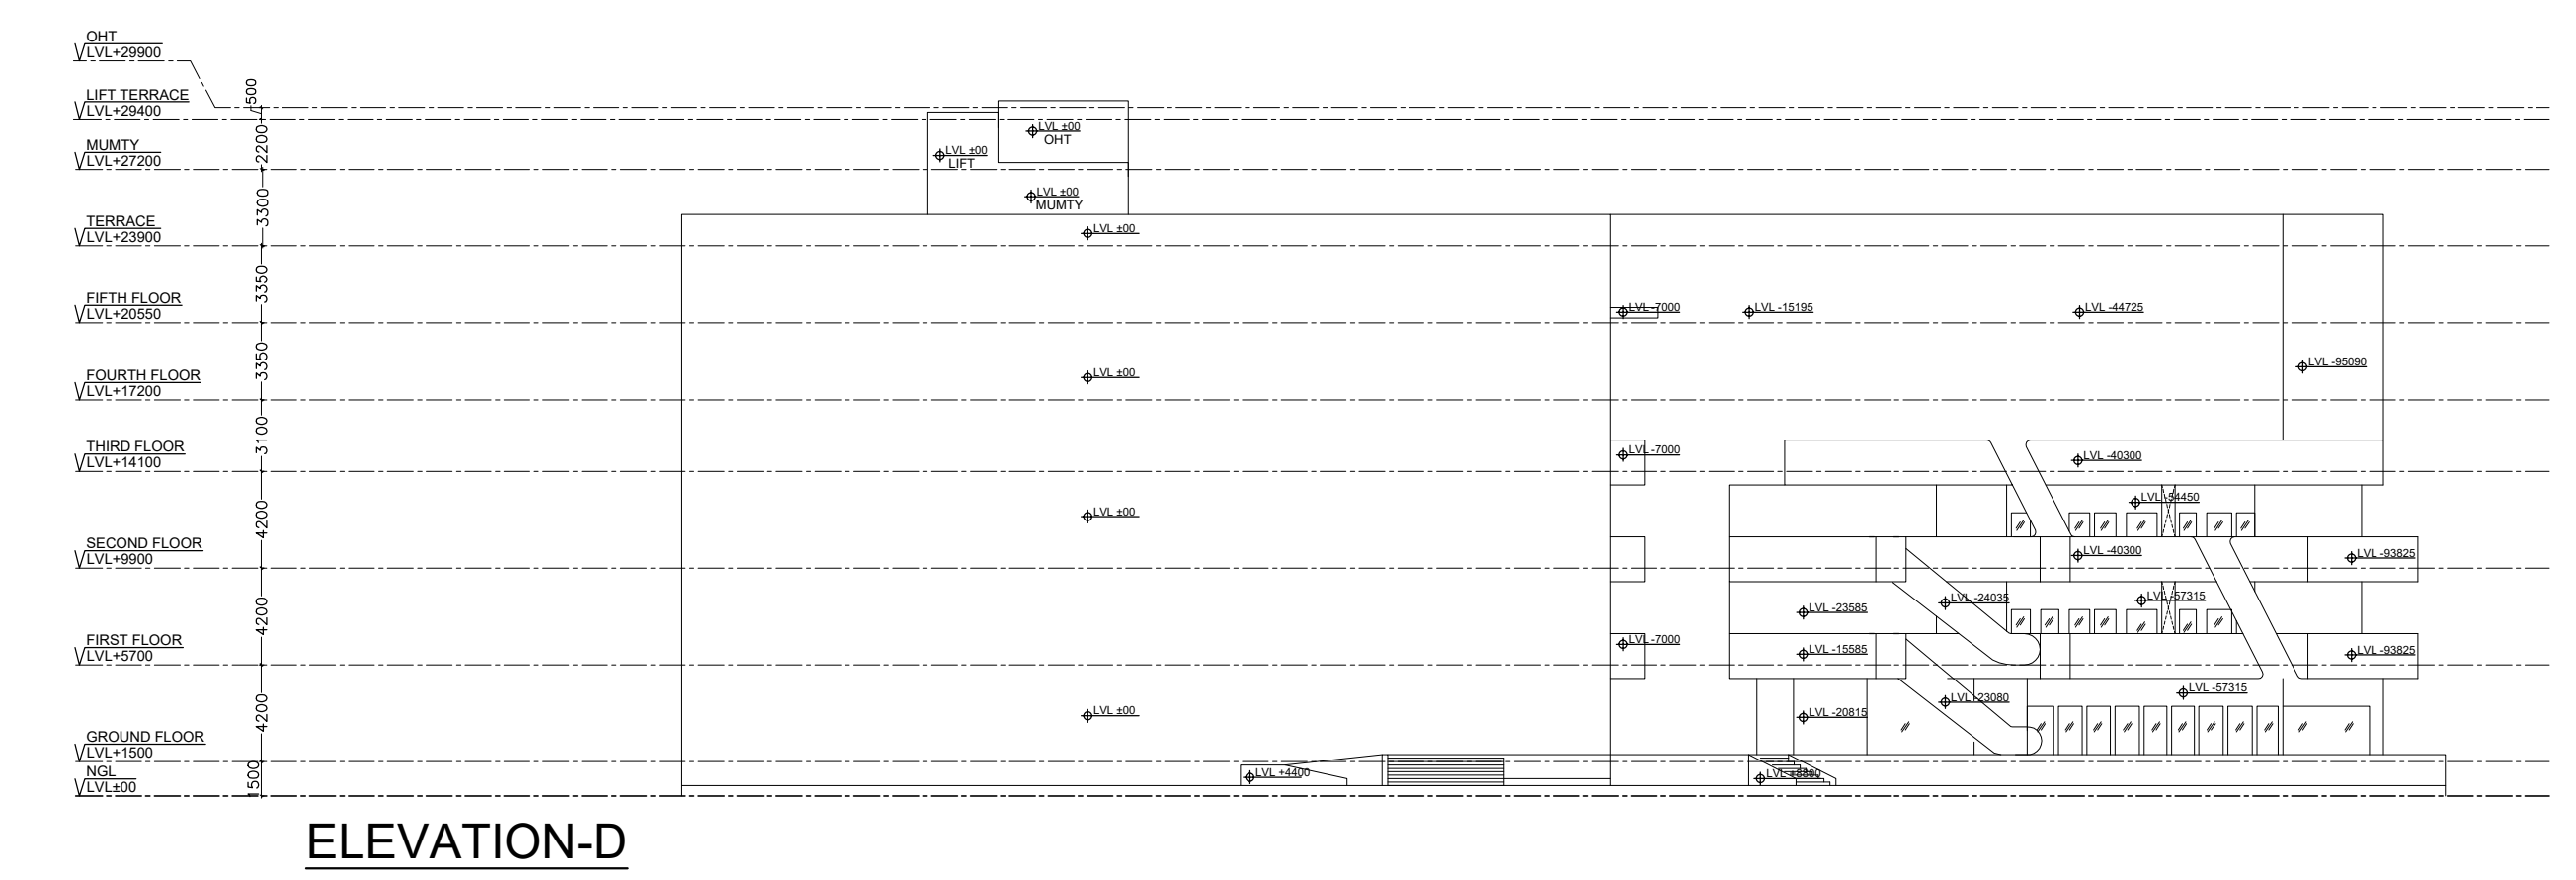 OHT
LVL+29900
LIFT TERRACE
LVL+29400
500
2200
MUMTY
LVL+27200
3300
TERRACE
LVL+23900
3350
FIFTH FLOOR
LVL+20550
3350
FOURTH FLOOR
LVL+17200
3100
THIRD FLOOR
LVL+14100
4200
SECOND FLOOR
LVL+9900
4200
FIRST FLOOR
LVL+5700
4200
GROUND FLOOR
LVL+1500
NGL
LVL±00
1500
LVL ±00
OHT
LVL ±00
LIFT
LVL ±00
MUMTY
LVL ±00
LVL -7000
LVL -15195
LVL -44725
LVL -95090
LVL ±00
LVL -7000
LVL -40300
LVL -54450
LVL ±00
LVL -40300
LVL -93825
LVL -23585
LVL -24035
LVL -57315
LVL -7000
LVL -15585
LVL -93825
LVL -57315
LVL -23080
LVL ±00
LVL -20815
LVL +4400
LVL +8800
ELEVATION-D